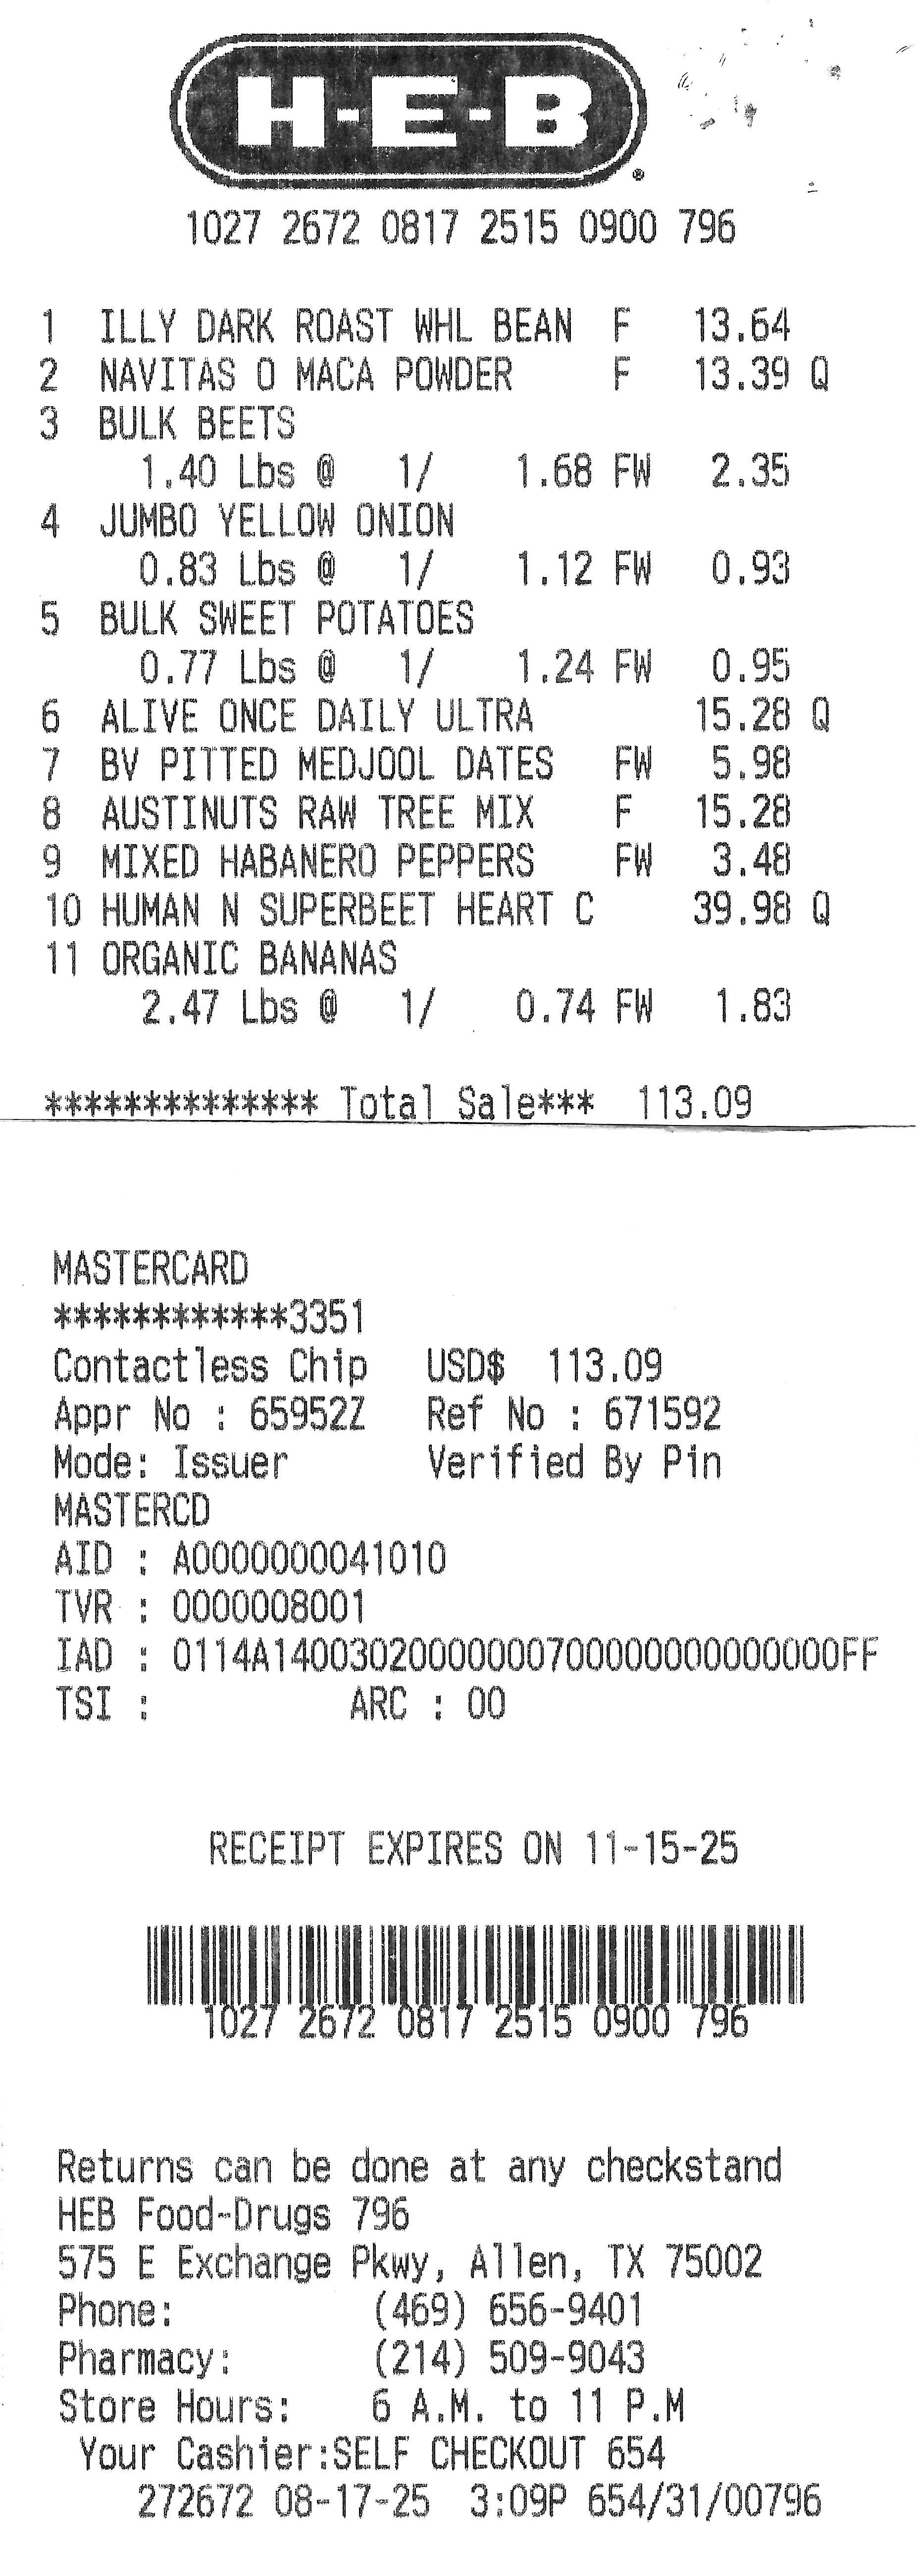 H-E-B
1027 2672 0817 2515 0900 796
1 ILLY DARK ROAST WHL BEAN F 13.64
2 NAVITAS O MACA POWDER F 13.39 Q
3 BULK BEETS
1.40 Lbs @ 1/ 1.68 FW 2.35
4 JUMBO YELLOW ONION
0.83 Lbs @ 1/ 1.12 FW 0.93
5 BULK SWEET POTATOES
0.77 Lbs @ 1/ 1.24 FW 0.95
6 ALIVE ONCE DAILY ULTRA 15.28 Q
7 BV PITTED MEDJOOL DATES FW 5.98
8 AUSTINUTS RAW TREE MIX F 15.28
9 MIXED HABANERO PEPPERS FW 3.48
10 HUMAN N SUPERBEET HEART C 39.98 Q
11 ORGANIC BANANAS
2.47 Lbs @ 1/ 0.74 FW 1.83
************** Total Sale*** 113.09
MASTERCARD
************3351
Contactless Chip USD$ 113.09
Appr No : 65952Z Ref No : 671592
Mode: Issuer Verified By Pin
MASTERCD
AID : A0000000041010
TVR : 0000008001
IAD : 0114A14003020000000700000000000000FF
TSI : ARC : 00
RECEIPT EXPIRES ON 11-15-25
1027 2672 0817 2515 0900 796
Returns can be done at any checkstand
HEB Food-Drugs 796
575 E Exchange Pkwy, Allen, TX 75002
Phone: (469) 656-9401
Pharmacy: (214) 509-9043
Store Hours: 6 A.M. to 11 P.M
Your Cashier:SELF CHECKOUT 654
272672 08-17-25 3:09P 654/31/00796